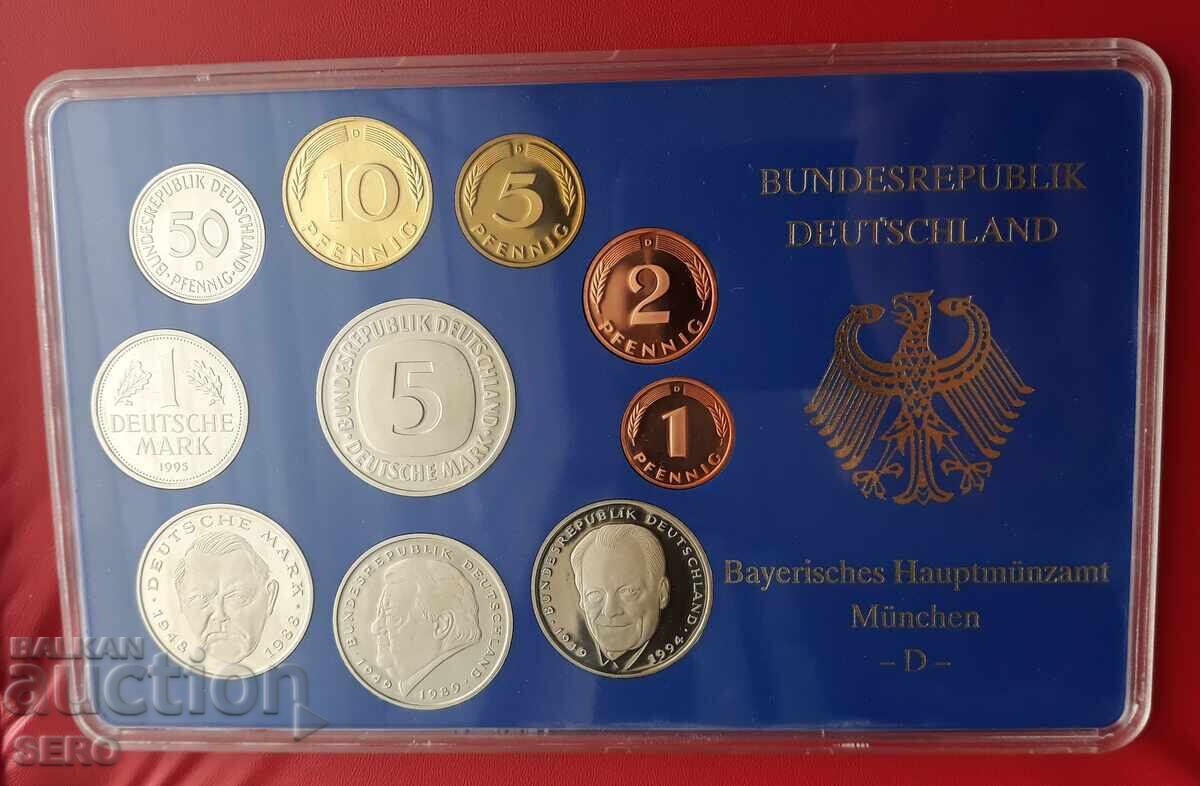 BUNDESREPUBLIK DEUTSCHLAND
50
D
PFENNIG
D
10
PFENNIG
D
5
PFENNIG
D
2
PFENNIG
D
1
PFENNIG
1
DEUTSCHE
MARK
1995
BUNDESREPUBLIK DEUTSCHLAND
5
DEUTSCHE MARK
DEUTSCHE MARK
1948 1988
BUNDESREPUBLIK DEUTSCHLAND
1949 1989
BUNDESREPUBLIK DEUTSCHLAND
1949 1994
BUNDESREPUBLIK
DEUTSCHLAND
Bayerisches Hauptmünzamt
München
– D –
BALKAN
auction
SERO